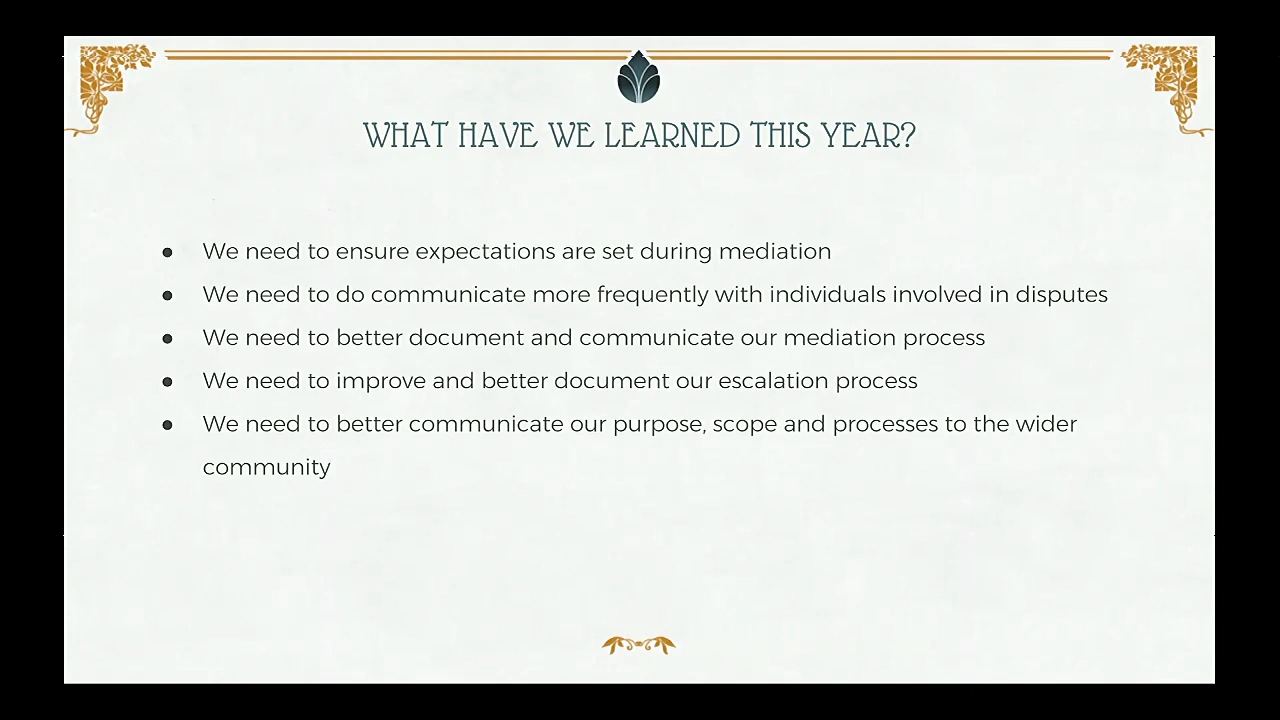 WHAT HAVE WE LEARNED THIS YEAR?
● We need to ensure expectations are set during mediation
● We need to do communicate more frequently with individuals involved in disputes
● We need to better document and communicate our mediation process
● We need to improve and better document our escalation process
● We need to better communicate our purpose, scope and processes to the wider
community